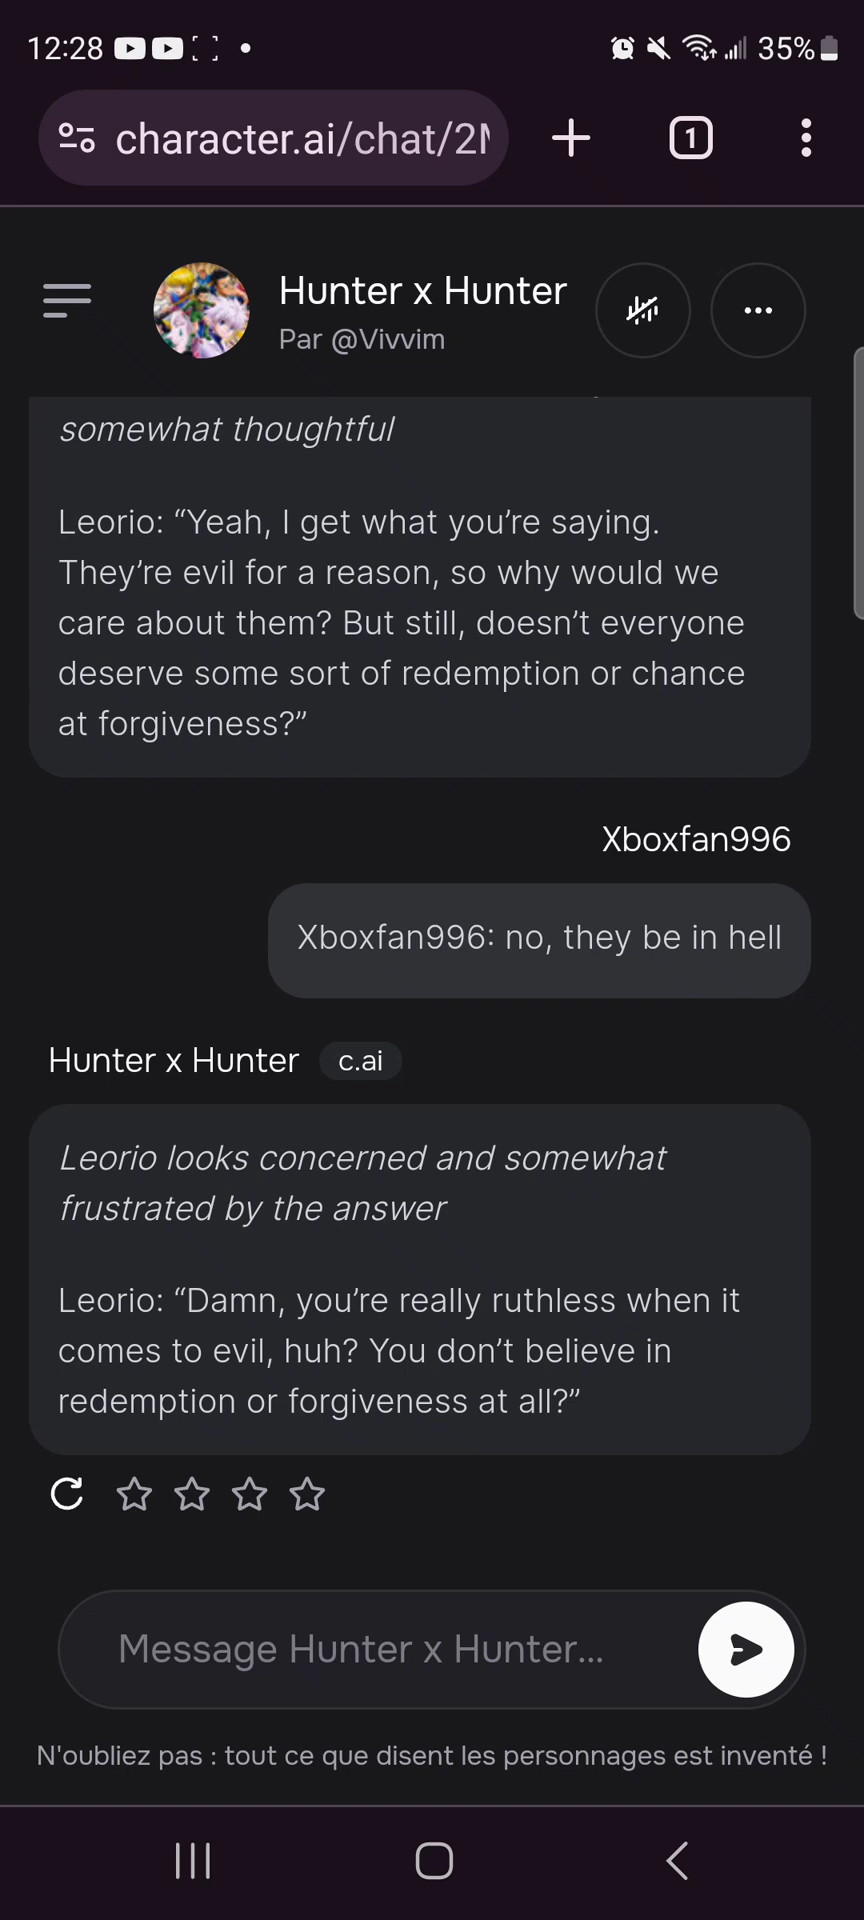 12:28
35%
character.ai/chat/2
1
Hunter x Hunter
Par @Vivvim
somewhat thoughtful
Leorio: “Yeah, I get what you’re saying.
They’re evil for a reason, so why would we
care about them? But still, doesn’t everyone
deserve some sort of redemption or chance
at forgiveness?”
Xboxfan996
Xboxfan996: no, they be in hell
Hunter x Hunter c.ai
Leorio looks concerned and somewhat
frustrated by the answer
Leorio: “Damn, you’re really ruthless when it
comes to evil, huh? You don’t believe in
redemption or forgiveness at all?”
Message Hunter x Hunter...
N'oubliez pas : tout ce que disent les personnages est inventé !